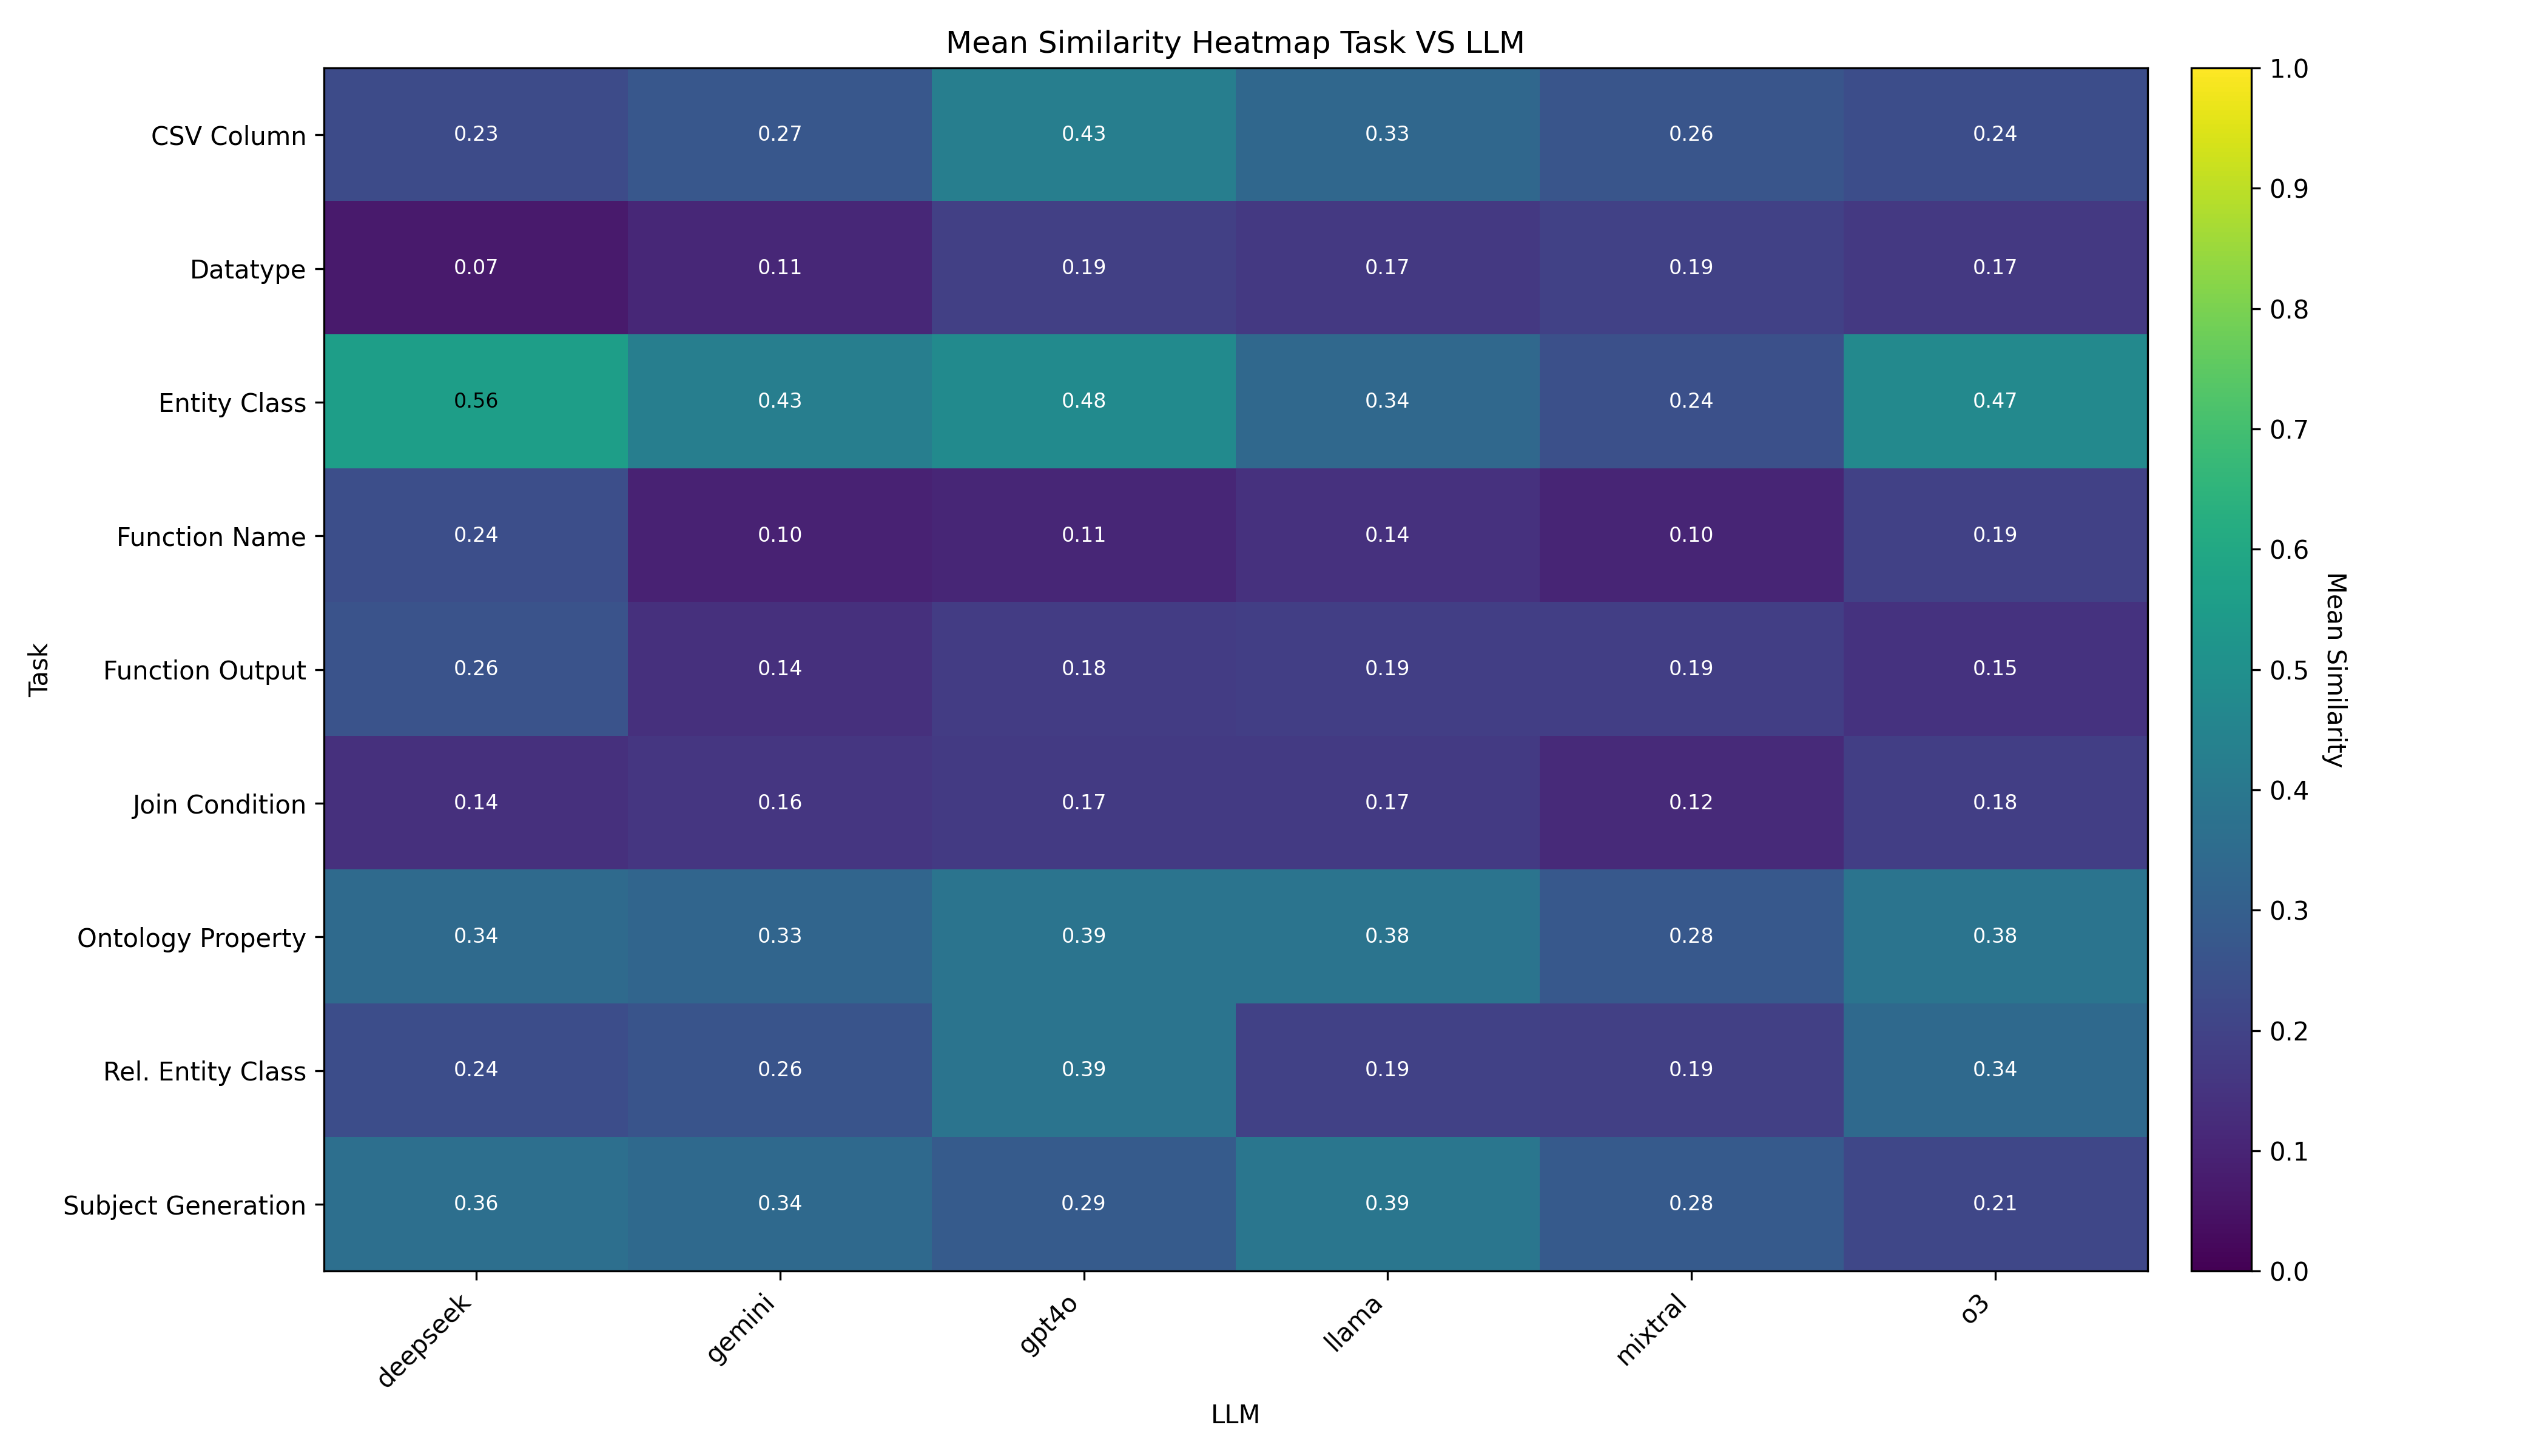 Mean Similarity Heatmap Task VS LLM
CSV Column 0.23 0.27 0.43 0.33 0.26 0.24
Datatype 0.07 0.11 0.19 0.17 0.19 0.17
Entity Class 0.56 0.43 0.48 0.34 0.24 0.47
Function Name 0.24 0.10 0.11 0.14 0.10 0.19
Function Output 0.26 0.14 0.18 0.19 0.19 0.15
Join Condition 0.14 0.16 0.17 0.17 0.12 0.18
Ontology Property 0.34 0.33 0.39 0.38 0.28 0.38
Rel. Entity Class 0.24 0.26 0.39 0.19 0.19 0.34
Subject Generation 0.36 0.34 0.29 0.39 0.28 0.21
Task
deepseek gemini gpt4o llama mixtral o3
LLM
1.0
0.9
0.8
0.7
0.6
0.5
0.4
0.3
0.2
0.1
0.0
Mean Similarity